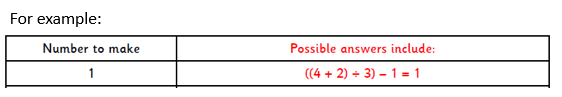 For example:
Number to make Possible answers include:
1 ((4 + 2) ÷ 3) – 1 = 1